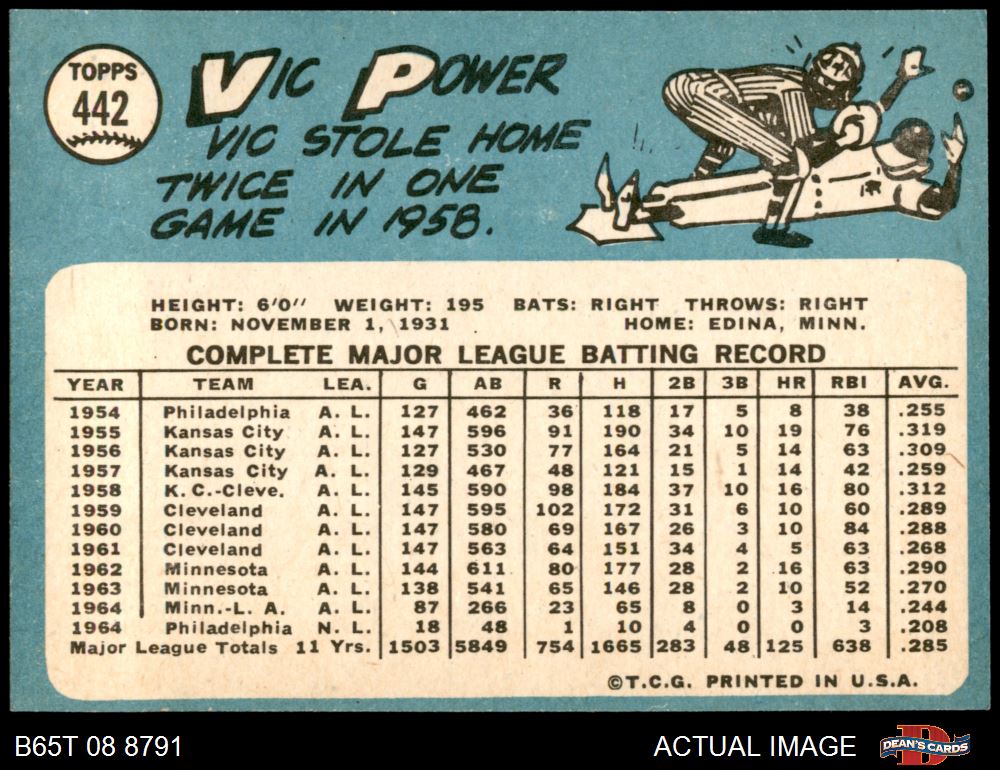 TOPPS
442
VIC POWER
VIC STOLE HOME
TWICE IN ONE
GAME IN 1958.
HEIGHT: 6'0" WEIGHT: 195 BATS: RIGHT THROWS: RIGHT
BORN: NOVEMBER 1, 1931 HOME: EDINA, MINN.
COMPLETE MAJOR LEAGUE BATTING RECORD
YEAR TEAM LEA. G AB R H 2B 3B HR RBI AVG.
1954 Philadelphia A. L. 127 462 36 118 17 5 8 38 .255
1955 Kansas City A. L. 147 596 91 190 34 10 19 76 .319
1956 Kansas City A. L. 127 530 77 164 21 5 14 63 .309
1957 Kansas City A. L. 129 467 48 121 15 1 14 42 .259
1958 K. C.-Cleve. A. L. 145 590 98 184 37 10 16 80 .312
1959 Cleveland A. L. 147 595 102 172 31 6 10 60 .289
1960 Cleveland A. L. 147 580 69 167 26 3 10 84 .288
1961 Cleveland A. L. 147 563 64 151 34 4 5 63 .268
1962 Minnesota A. L. 144 611 80 177 28 2 16 63 .290
1963 Minnesota A. L. 138 541 65 146 28 2 10 52 .270
1964 Minn.-L. A. A. L. 87 266 23 65 8 0 3 14 .244
1964 Philadelphia N. L. 18 48 1 10 4 0 0 3 .208
Major League Totals 11 Yrs. 1503 5849 754 1665 283 48 125 638 .285
©T.C.G. PRINTED IN U.S.A.
B65T 08 8791 ACTUAL IMAGE
D
DEAN'S CARDS